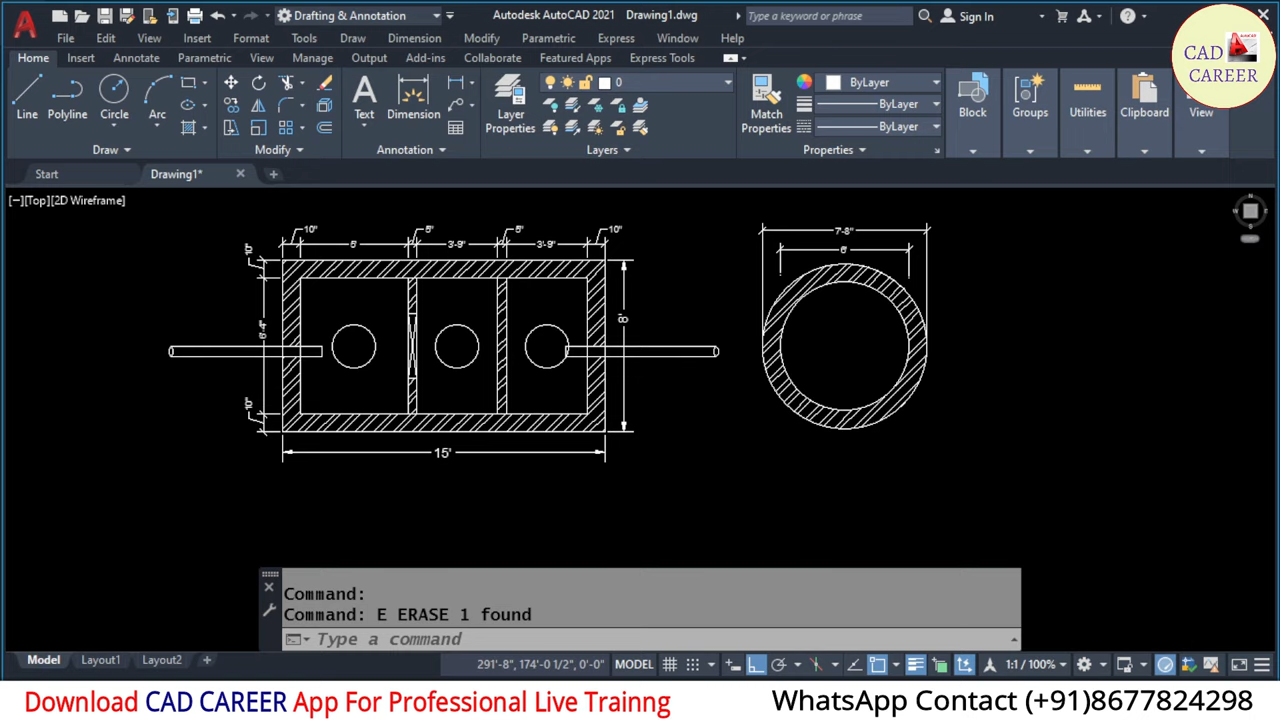 Drafting & Annotation
Autodesk AutoCAD 2021 Drawing1.dwg
Type a keyword or phrase
Sign In
File Edit View Insert Format Tools Draw Dimension Modify Parametric Express Window Help
Home Insert Annotate Parametric View Manage Output Add-ins Collaborate Express Tools Featured Apps
CAD
CAREER
Line Polyline Circle Arc
Text Dimension
Layer
Properties
0
Match
Properties
ByLayer
ByLayer
ByLayer
Block Groups Utilities Clipboard View
Draw Modify Annotation Layers Properties
Start Drawing1*
[−][Top][2D Wireframe]
N
W
E
S
10" 5" 5" 10"
5' 3'-9" 3'-9"
10"
6'-4"
10"
8'
15'
7'-8"
6'
Command:
Command: E ERASE 1 found
Type a command
Model Layout1 Layout2
291'-8", 174'-0 1/2", 0'-0" MODEL 1:1 / 100%
Download CAD CAREER App For Professional Live Trainng
WhatsApp Contact (+91)8677824298